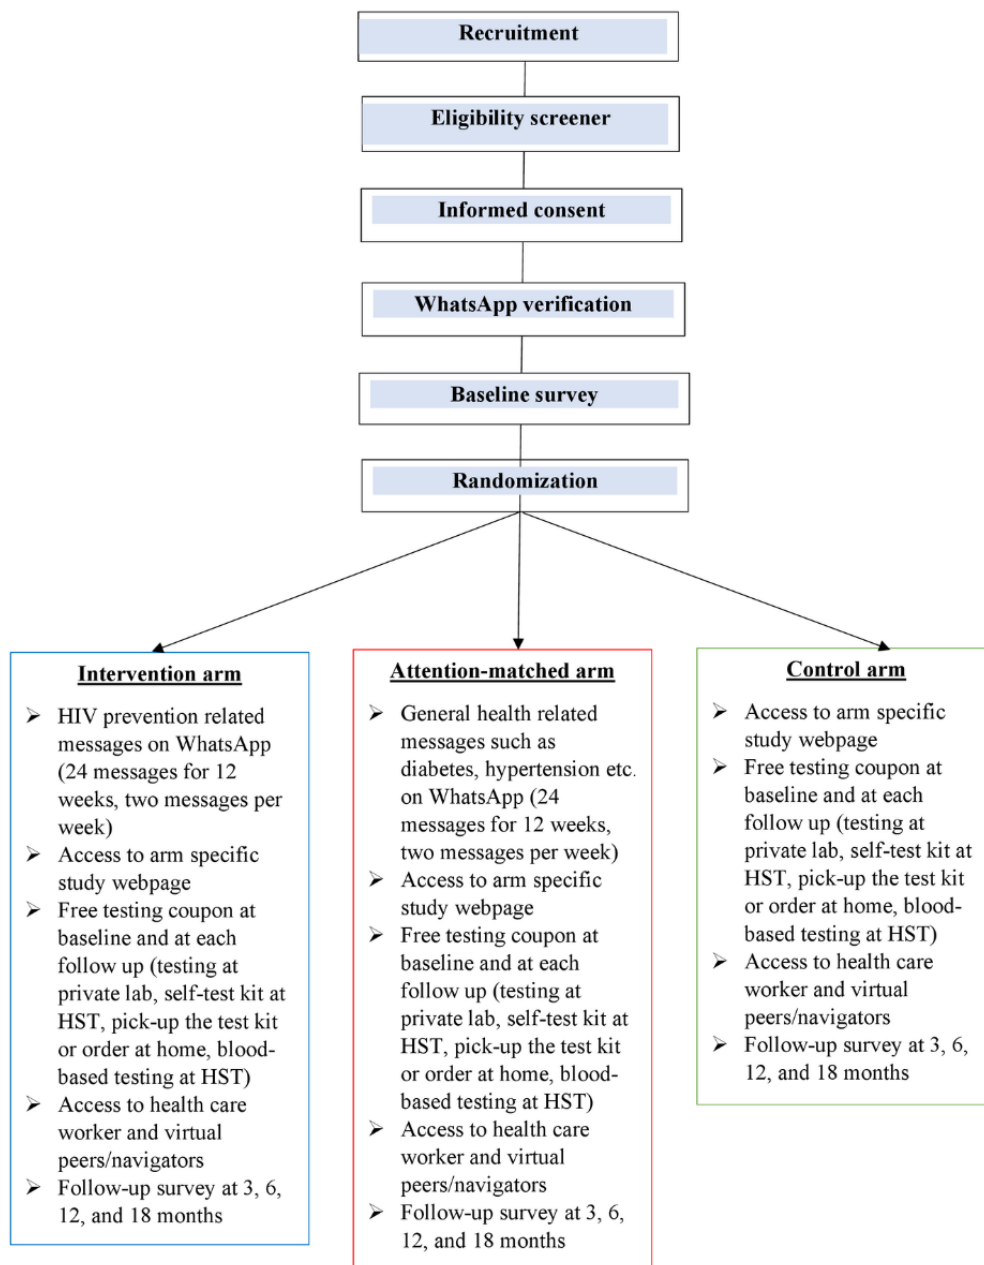 Recruitment
Eligibility screener
Informed consent
WhatsApp verification
Baseline survey
Randomization
Intervention arm
➢ HIV prevention related
messages on WhatsApp
(24 messages for 12
weeks, two messages per
week)
➢ Access to arm specific
study webpage
➢ Free testing coupon at
baseline and at each
follow up (testing at
private lab, self-test kit at
HST, pick-up the test kit
or order at home, blood-
based testing at HST)
➢ Access to health care
worker and virtual
peers/navigators
➢ Follow-up survey at 3, 6,
12, and 18 months
Attention-matched arm
➢ General health related
messages such as
diabetes, hypertension etc.
on WhatsApp (24
messages for 12 weeks,
two messages per week)
➢ Access to arm specific
study webpage
➢ Free testing coupon at
baseline and at each
follow up (testing at
private lab, self-test kit at
HST, pick-up the test kit
or order at home, blood-
based testing at HST)
➢ Access to health care
worker and virtual
peers/navigators
➢ Follow-up survey at 3, 6,
12, and 18 months
Control arm
➢ Access to arm specific
study webpage
➢ Free testing coupon at
baseline and at each
follow up (testing at
private lab, self-test kit at
HST, pick-up the test kit
or order at home, blood-
based testing at HST)
➢ Access to health care
worker and virtual
peers/navigators
➢ Follow-up survey at 3, 6,
12, and 18 months